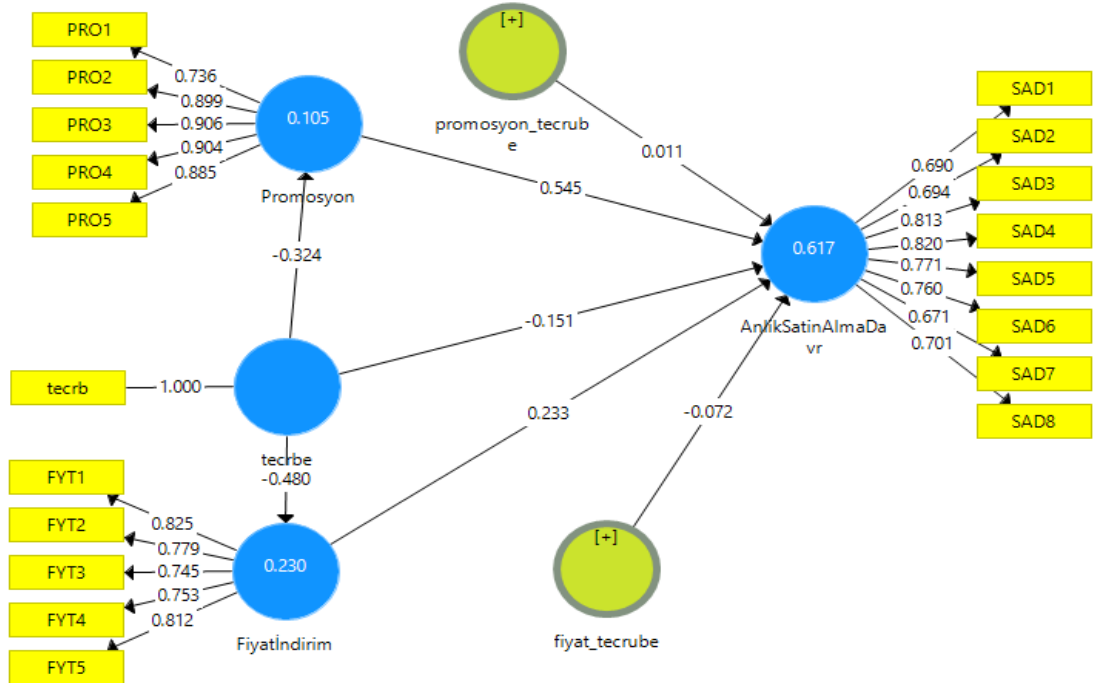 PRO1
PRO2
PRO3
PRO4
PRO5
0.736
0.899
0.906
0.904
0.885
0.105
Promosyon
[+]
promosyon_tecrub
e
0.011
0.545
-0.324
-0.151
0.617
AnlıkSatinAlmaDa
vr
0.690
0.694
0.813
0.820
0.771
0.760
0.671
0.701
SAD1
SAD2
SAD3
SAD4
SAD5
SAD6
SAD7
SAD8
tecrb
1.000
tecrbe
-0.480
0.233
-0.072
FYT1
FYT2
FYT3
FYT4
FYT5
0.825
0.779
0.745
0.753
0.812
0.230
Fiyatİndirim
[+]
fiyat_tecrube